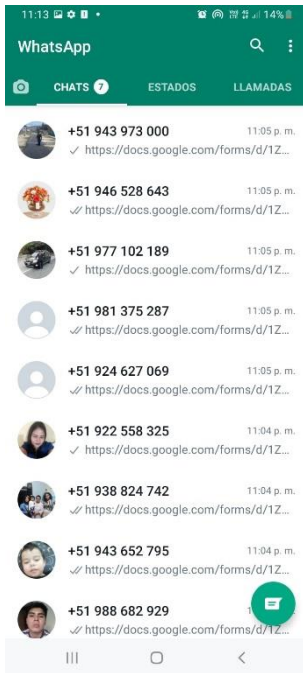 11:13 14%
WhatsApp
CHATS 7 ESTADOS LLAMADAS
+51 943 973 000 11:05 p. m.
https://docs.google.com/forms/d/1Z...
+51 946 528 643 11:05 p. m.
https://docs.google.com/forms/d/1Z...
+51 977 102 189 11:05 p. m.
https://docs.google.com/forms/d/1Z...
+51 981 375 287 11:05 p. m.
https://docs.google.com/forms/d/1Z...
+51 924 627 069 11:05 p. m.
https://docs.google.com/forms/d/1Z...
+51 922 558 325 11:04 p. m.
https://docs.google.com/forms/d/1Z...
+51 938 824 742 11:04 p. m.
https://docs.google.com/forms/d/1Z...
+51 943 652 795 11:04 p. m.
https://docs.google.com/forms/d/1Z...
+51 988 682 929
https://docs.google.com/forms/d/1Z...